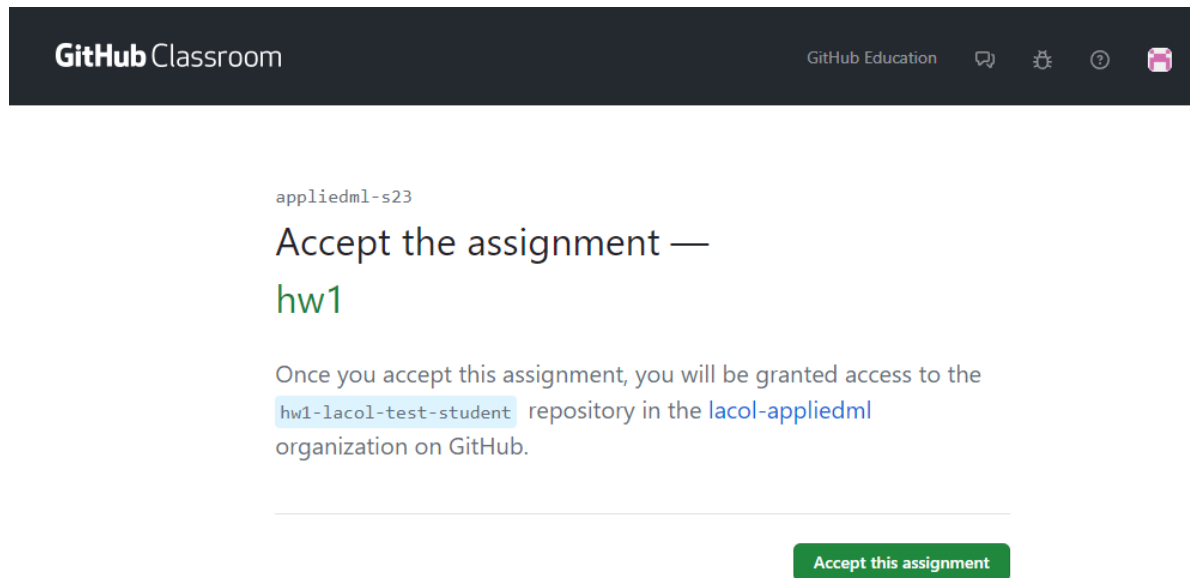 GitHub Classroom
GitHub Education
appliedml-s23
Accept the assignment —
hw1
Once you accept this assignment, you will be granted access to the
hw1-lacol-test-student repository in the lacol-appliedml
organization on GitHub.
Accept this assignment